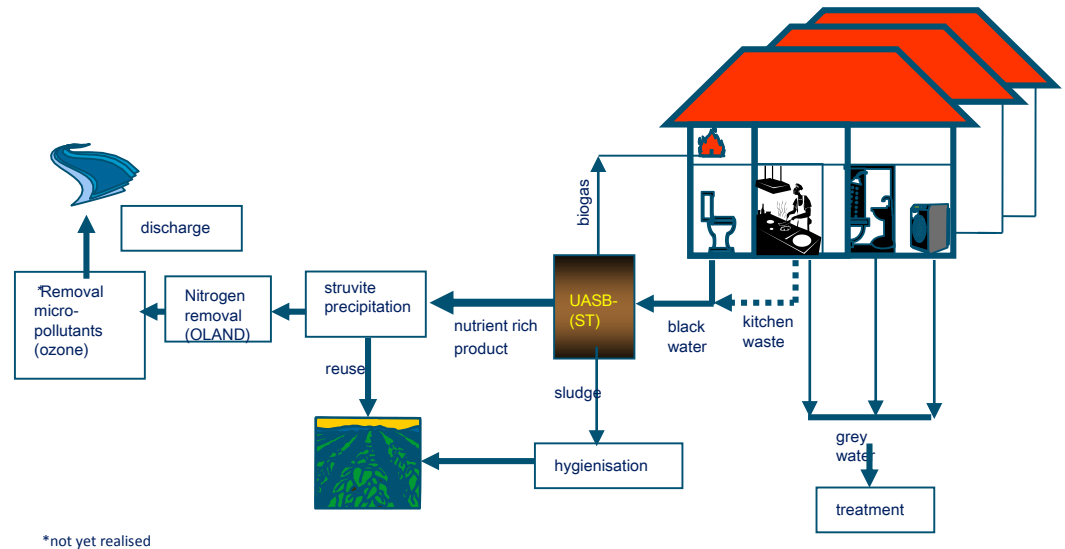 biogas
discharge
*Removal
micro-
pollutants
(ozone)
Nitrogen
removal
(OLAND)
struvite
precipitation
nutrient rich
product
UASB-
(ST)
black
water
kitchen
waste
reuse
sludge
hygienisation
grey
water
treatment
*not yet realised